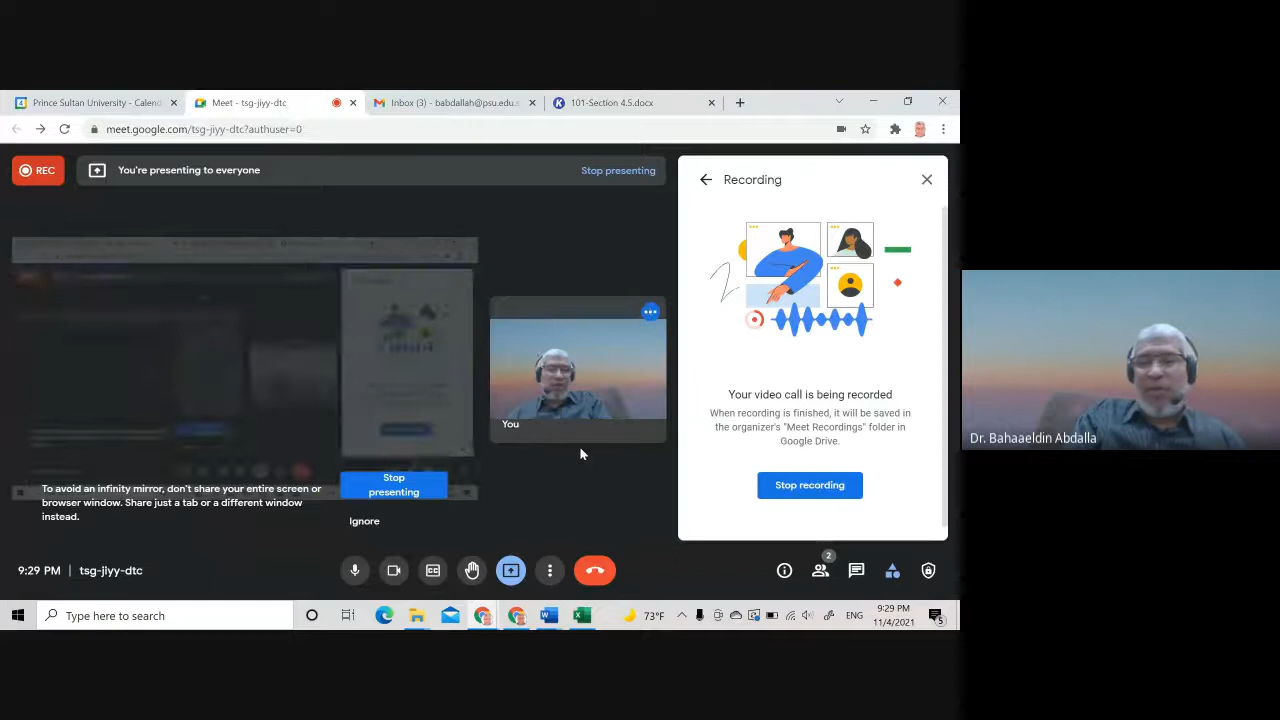 Prince Sultan University - Calend
Meet - tsg-jiyy-dtc
Inbox (3) - babdallah@psu.edu.s
101-Section 4.5.docx
meet.google.com/tsg-jiyy-dtc?authuser=0
REC
You're presenting to everyone
Stop presenting
Recording
You
Your video call is being recorded
When recording is finished, it will be saved in
the organizer's "Meet Recordings" folder in
Google Drive.
Stop recording
To avoid an infinity mirror, don't share your entire screen or
browser window. Share just a tab or a different window
instead.
Stop
presenting
Ignore
9:29 PM | tsg-jiyy-dtc
2
Type here to search
73°F
ENG
9:29 PM
11/4/2021
5
Dr. Bahaaeldin Abdalla